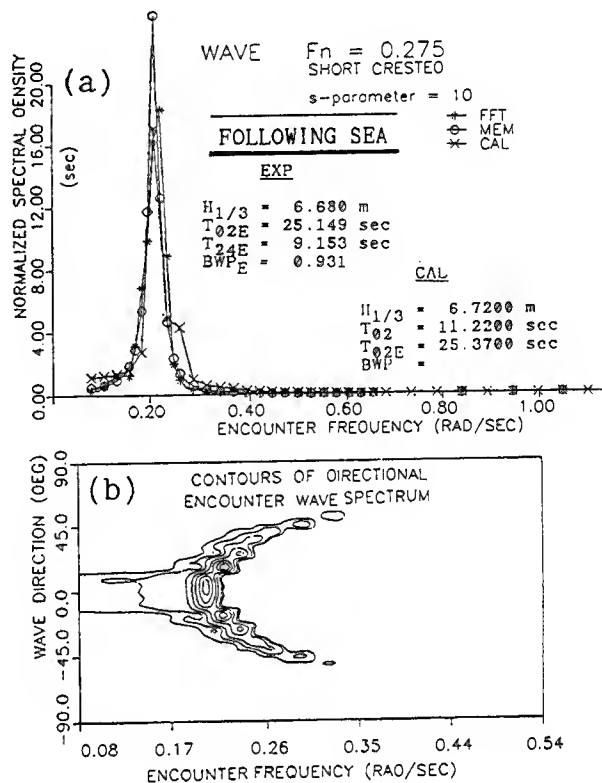 (a)
WAVE Fn = 0.275
SHORT CRESTED
s-parameter = 10
FFT
MEM
CAL
FOLLOWING SEA
EXP
H1/3 = 6.680 m
T02E = 25.149 sec
T24E = 9.153 sec
BWPE = 0.931
CAL
H1/3 = 6.7200 m
T02 = 11.2200 sec
T02E = 25.3700 sec
BWP =
NORMALIZED SPECTRAL DENSITY
(sec)
20.00
16.00
12.00
8.00
4.00
0.00
0.20 0.40 0.60 0.80 1.00
ENCOUNTER FREQUENCY (RAD/SEC)
(b)
CONTOURS OF OIRECTIONAL
ENCOUNTER WAVE SPECTRUM
WAVE DIRECTION (OEG)
90.0
45.0
0.0
-45.0
-90.0
0.08 0.17 0.26 0.35 0.44 0.54
ENCOUNTER FREQUENCY (RAO/SEC)